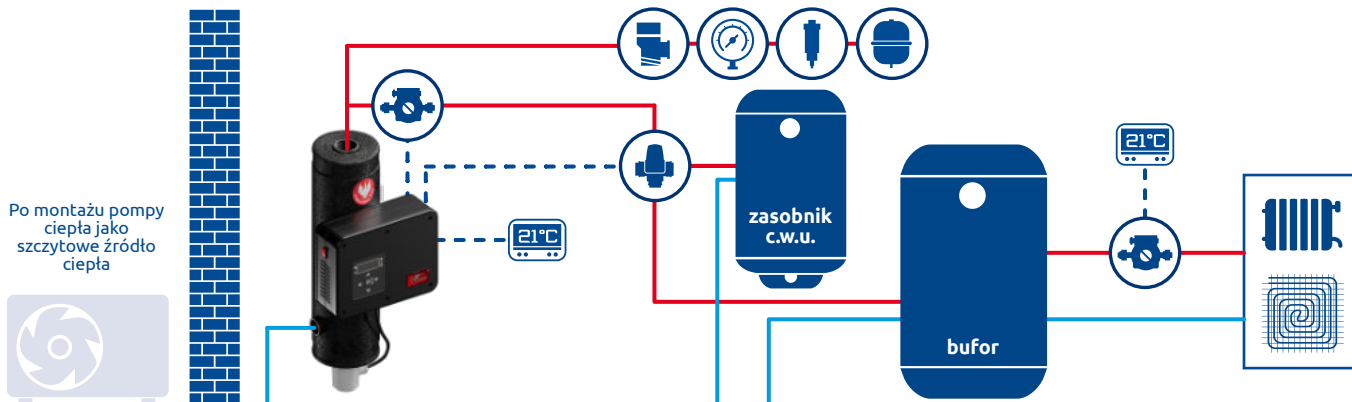 Po montażu pompy
ciepła jako
szczytowe źródło
ciepła
21°C
zasobnik
c.w.u.
bufor
21°C